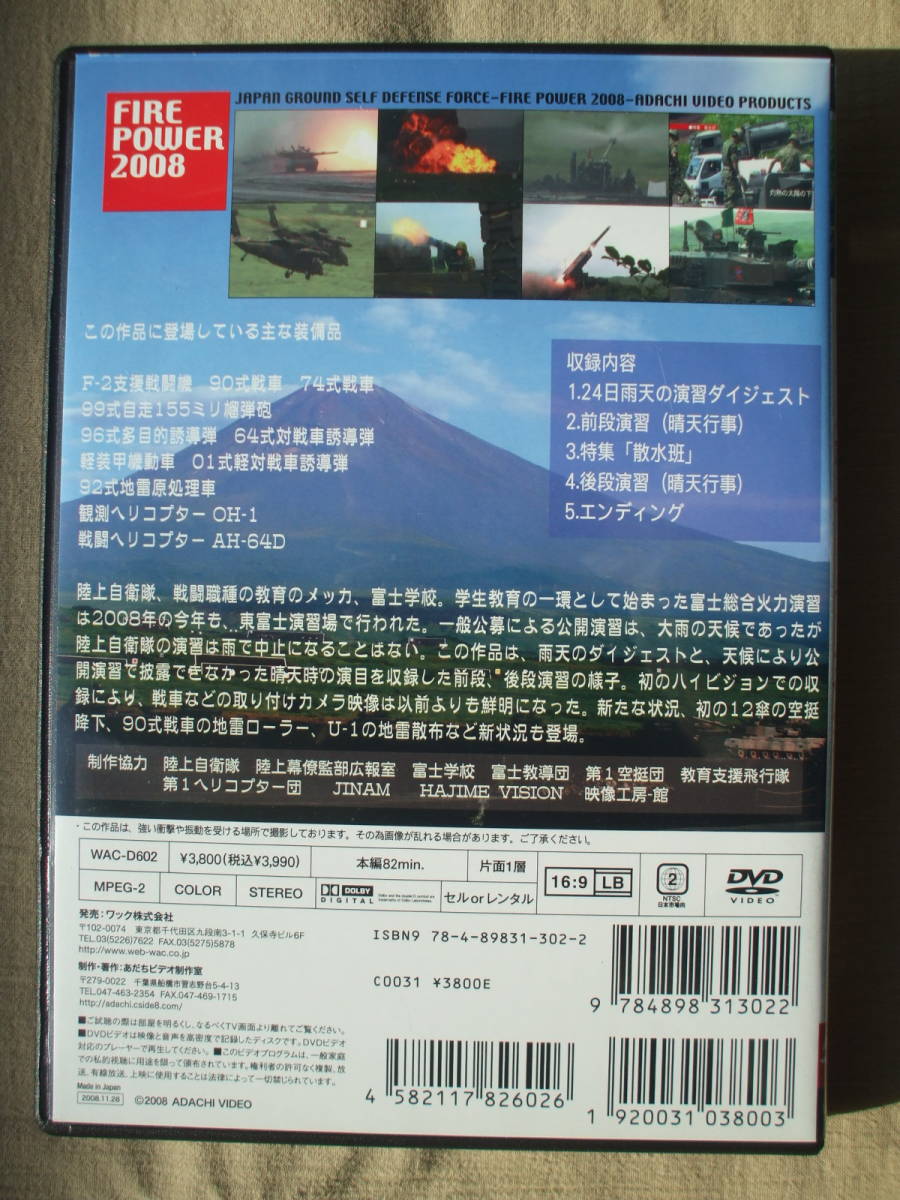 FIRE
POWER
2008
JAPAN GROUND SELF DEFENSE FORCE-FIRE POWER 2008-ADACHI VIDEO PRODUCTS
灼熱の太陽の下
この作品に登場している主な装備品
F-2支援戦闘機 90式戦車 74式戦車
99式自走155ミリ榴弾砲
96式多目的誘導弾 64式対戦車誘導弾
軽装甲機動車 01式軽対戦車誘導弾
92式地雷原処理車
観測ヘリコプター OH-1
戦闘ヘリコプター AH-64D
収録内容
1.24日雨天の演習ダイジェスト
2.前段演習（晴天行事）
3.特集「散水班」
4.後段演習（晴天行事）
5.エンディング
陸上自衛隊、戦闘職種の教育のメッカ、富士学校。学生教育の一環として始まった富士総合火力演習
は2008年の今年も、東富士演習場で行われた。一般公募による公開演習は、大雨の天候であったが
陸上自衛隊の演習は雨で中止になることはない。この作品は、雨天のダイジェストと、天候により公
開演習で披露できなかった晴天時の演目を収録した前段、後段演習の様子。初のハイビジョンでの収
録により、戦車などの取り付けカメラ映像は以前よりも鮮明になった。新たな状況、初の12傘の空挺
降下、90式戦車の地雷ローラー、U-1の地雷散布など新状況も登場。
制作協力 陸上自衛隊 陸上幕僚監部広報室 富士学校 富士教導団 第1空挺団 教育支援飛行隊
第1ヘリコプター団 JINAM HAJIME VISION 映像工房-館
・この作品は、強い衝撃や振動を受ける場所で撮影しております。その為画像が乱れる場合があります。ご了承ください。
WAC-D602 ¥3,800(税込¥3,990) 本編82min. 片面1層
MPEG-2 COLOR STEREO DOLBY DIGITAL セルorレンタル
16:9 LB
2
NTSC
日本市場向
DVD
VIDEO
発売：ワック株式会社
〒102-0074 東京都千代田区九段南3-1-1 久保寺ビル6F
TEL.03(5226)7622 FAX.03(5275)5878
http://www.web-wac.co.jp
制作・著作：あだちビデオ制作室
〒279-0022 千葉県船橋市習志野台5-4-13
TEL.047-463-2354 FAX.047-469-1715
http://adachi.cside8.com/
ISBN9 78-4-89831-302-2
C0031 ¥3800E
9 784898 313022
■ご試聴の際は部屋を明るくし、なるべくTV画面より離れてご覧ください。
■DVDビデオは映像と音声を高密度で記録したディスクです。DVDビデオ
対応のプレーヤーで再生してください。■このビデオプログラムは、一般家庭
での私的視聴に用途を限って頒布されています。権利者の許可なく複製、放
送、有線放送、上映に使用することは法律によって一切禁じられています。
Made in Japan
2008.11.28
©2008 ADACHI VIDEO
4 582117 826026
1 920031 038003